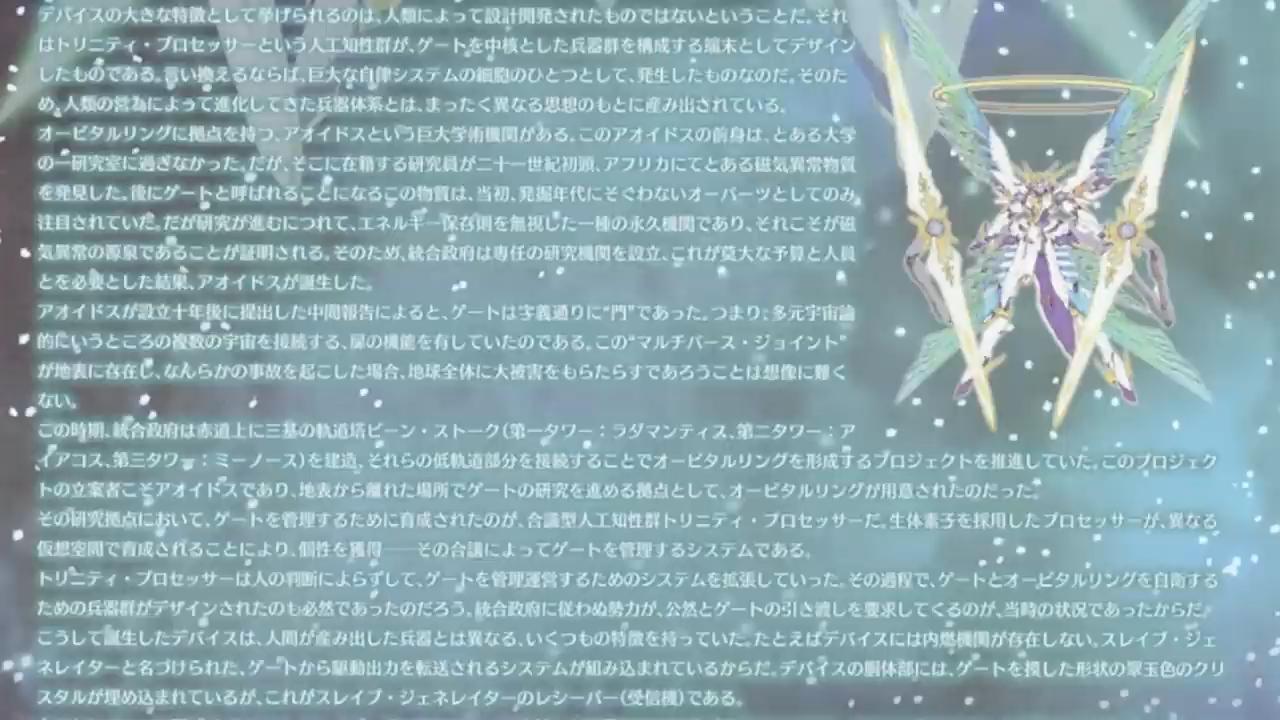 デバイスの大きな特徴として挙げられるのは、人類によって設計開発されたものではないということだ。それ
はトリニティ・プロセッサーという人工知性群が、ゲートを中核とした兵器群を構成する端末としてデザイン
したものである。言い換えるならば、巨大な自律システムの細胞のひとつとして、発生したものなのだ。そのた
め、人類の営為によって進化してきた兵器体系とは、まったく異なる思想のもとに産み出されている。
オービタルリングに拠点を持つ、アオイドスという巨大学術機関がある。このアオイドスの前身は、とある大学
の一研究室に過ぎなかった。だが、そこに在籍する研究員が二十一世紀初頭、アフリカにてとある磁気異常物質
を発見した。後にゲートと呼ばれることになるこの物質は、当初、発掘年代にそぐわないオーパーツとしてのみ
注目されていた。だが研究が進むにつれて、エネルギー保存則を無視した一種の永久機関であり、それこそが磁
気異常の源泉であることが証明される。そのため、統合政府は専任の研究機関を設立、これが莫大な予算と人員
とを必要とした結果、アオイドスが誕生した。
アオイドスが設立十年後に提出した中間報告によると、ゲートは字義通りに“門”であった。つまり、多元宇宙論
的にいうところの複数の宇宙を接続する、扉の機能を有していたのである。この“マルチバース・ジョイント”
が地表に存在し、なんらかの事故を起こした場合、地球全体に大被害をもらたらすであろうことは想像に難く
ない。
この時期、統合政府は赤道上に三基の軌道塔ビーン・ストーク（第一タワー：ラダマンティス、第二タワー：ア
イアコス、第三タワー：ミーノース）を建造、それらの低軌道部分を接続することでオービタルリングを形成するプロジェクトを推進していた。このプロジェク
トの立案者こそアオイドスであり、地表から離れた場所でゲートの研究を進める拠点として、オービタルリングが用意されたのだった。
その研究拠点において、ゲートを管理するために育成されたのが、合議型人工知性群トリニティ・プロセッサーだ。生体素子を採用したプロセッサーが、異なる
仮想空間で育成されることにより、個性を獲得──その合議によってゲートを管理するシステムである。
トリニティ・プロセッサーは人の判断によらずして、ゲートを管理運営するためのシステムを拡張していった。その過程で、ゲートとオービタルリングを自衛する
ための兵器群がデザインされたのも必然であったのだろう。統合政府に従わぬ勢力が、公然とゲートの引き渡しを要求してくるのが、当時の状況であったからだ。
こうして誕生したデバイスは、人間が産み出した兵器とは異なる、いくつもの特徴を持っていた。たとえばデバイスには内燃機関が存在しない。スレイブ・ジェ
ネレイターと名づけられた、ゲートから駆動出力を転送されるシステムが組み込まれているからだ。デバイスの胴体部には、ゲートを模した形状の翠玉色のクリ
スタルが埋め込まれているが、これがスレイブ・ジェネレイターのレシーバー（受信機）である。